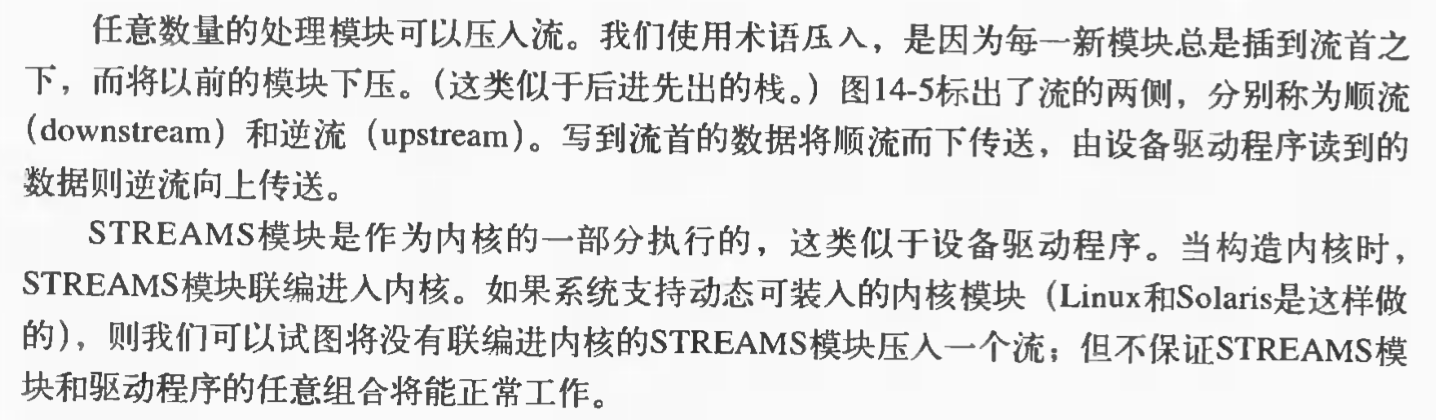 任意数量的处理模块可以压入流。我们使用术语压入，是因为每一新模块总是插到流首之
下，而将以前的模块下压。（这类似于后进先出的栈。）图14-5标出了流的两侧，分别称为顺流
（downstream）和逆流（upstream）。写到流首的数据将顺流而下传送，由设备驱动程序读到的
数据则逆流向上传送。
STREAMS模块是作为内核的一部分执行的，这类似于设备驱动程序。当构造内核时，
STREAMS模块联编进入内核。如果系统支持动态可装入的内核模块（Linux和Solaris是这样做
的），则我们可以试图将没有联编进内核的STREAMS模块压入一个流；但不保证STREAMS模
块和驱动程序的任意组合将能正常工作。